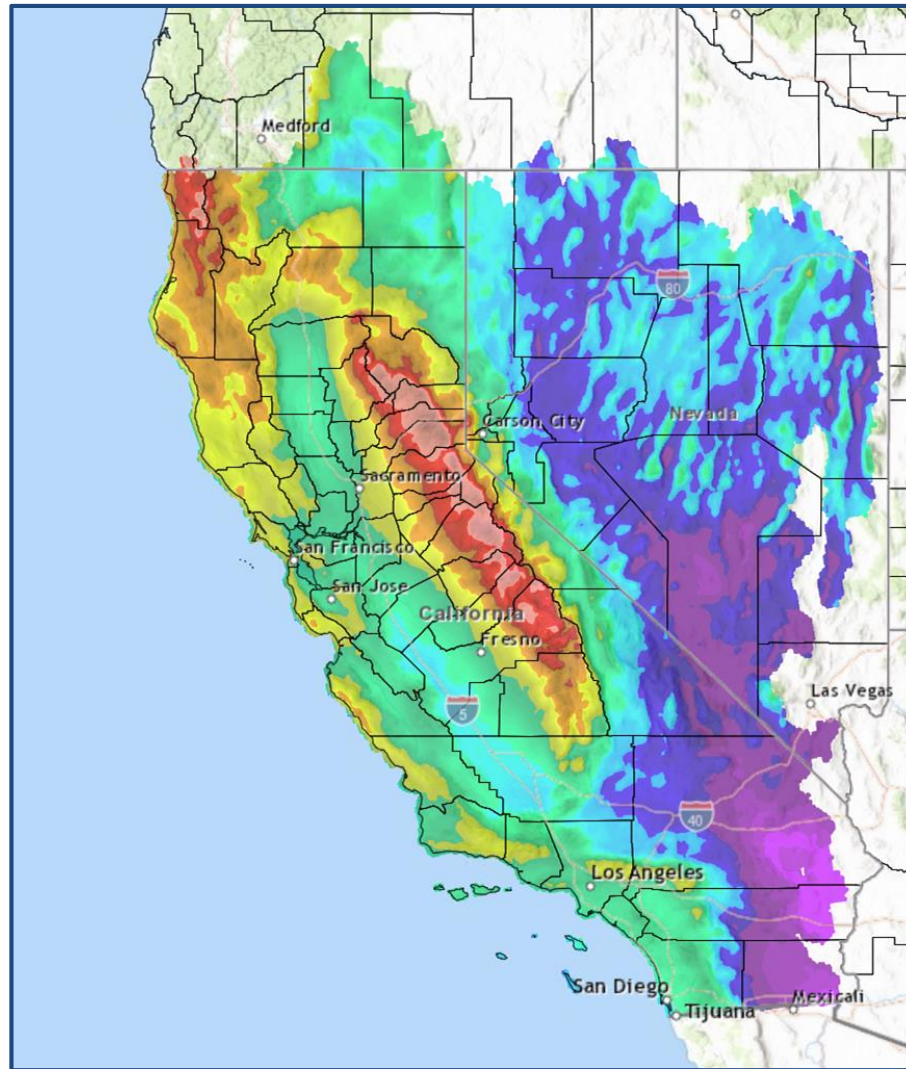 Medford
80
Carson City
Nevada
Sacramento
San Francisco
San Jose
California
Fresno
Las Vegas
5
40
Los Angeles
San Diego
Mexicali
Tijuana